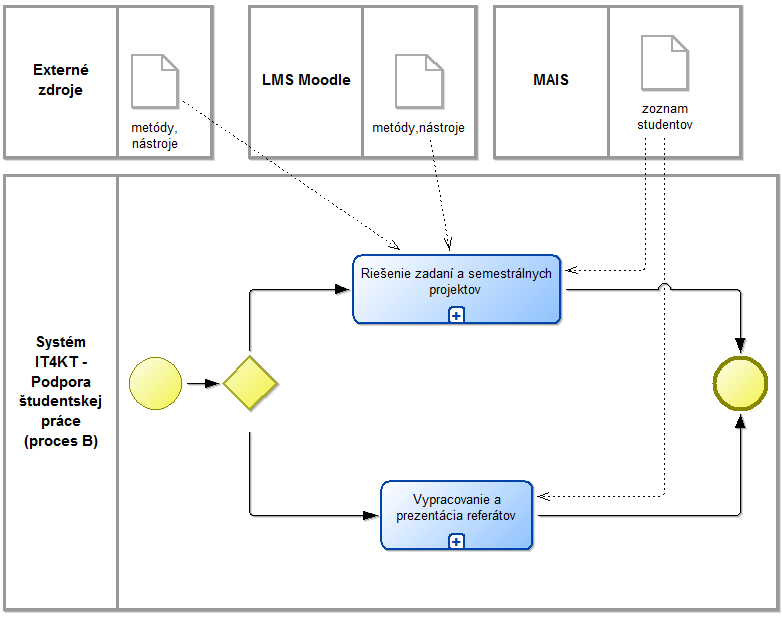 Externé
zdroje
metódy,
nástroje
LMS Moodle
metódy,nástroje
MAIS
zoznam
studentov
Systém
IT4KT -
Podpora
študentskej
práce
(proces B)
Riešenie zadaní a semestrálnych
projektov
Vypracovanie a
prezentácia referátov